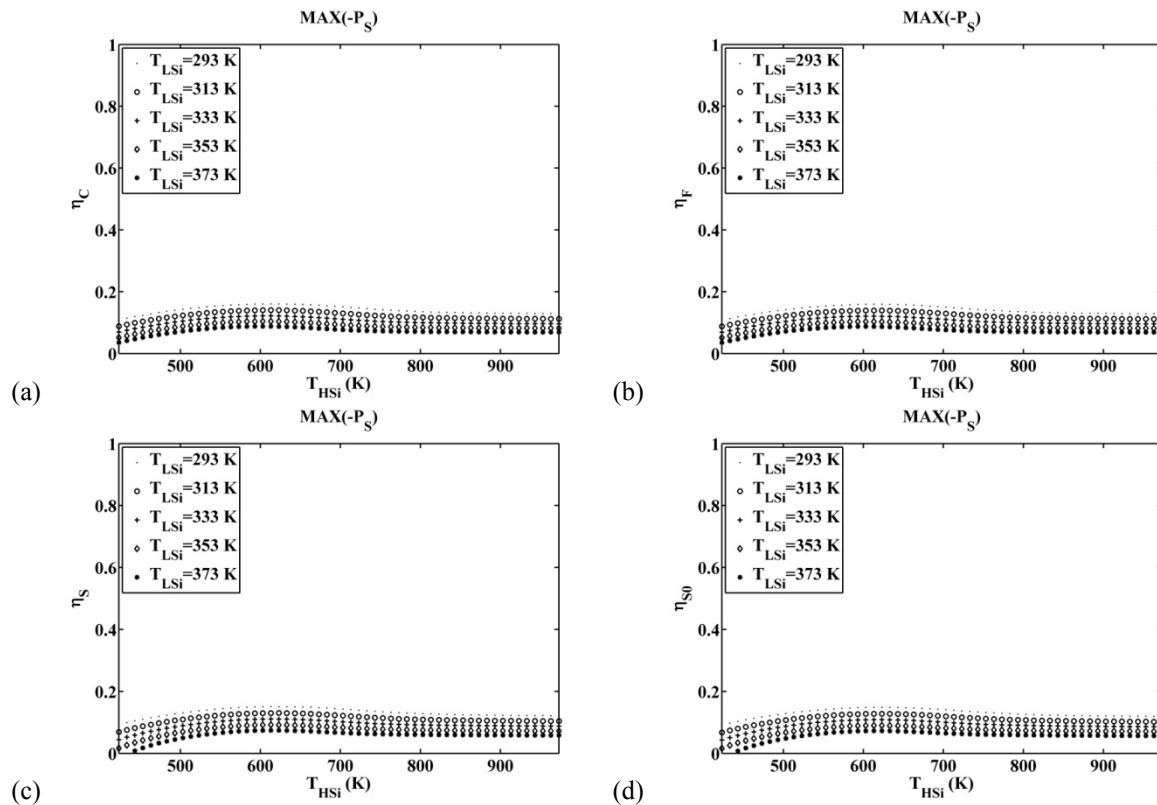 MAX(-P_S)
1
0.8
0.6
0.4
0.2
0
η_C
T_LSi=293 K
T_LSi=313 K
T_LSi=333 K
T_LSi=353 K
T_LSi=373 K
500 600 700 800 900
T_HSi (K)
(a)
MAX(-P_S)
1
0.8
0.6
0.4
0.2
0
η_F
T_LSi=293 K
T_LSi=313 K
T_LSi=333 K
T_LSi=353 K
T_LSi=373 K
500 600 700 800 900
T_HSi (K)
(b)
MAX(-P_S)
1
0.8
0.6
0.4
0.2
0
η_S
T_LSi=293 K
T_LSi=313 K
T_LSi=333 K
T_LSi=353 K
T_LSi=373 K
500 600 700 800 900
T_HSi (K)
(c)
MAX(-P_S)
1
0.8
0.6
0.4
0.2
0
η_S0
T_LSi=293 K
T_LSi=313 K
T_LSi=333 K
T_LSi=353 K
T_LSi=373 K
500 600 700 800 900
T_HSi (K)
(d)